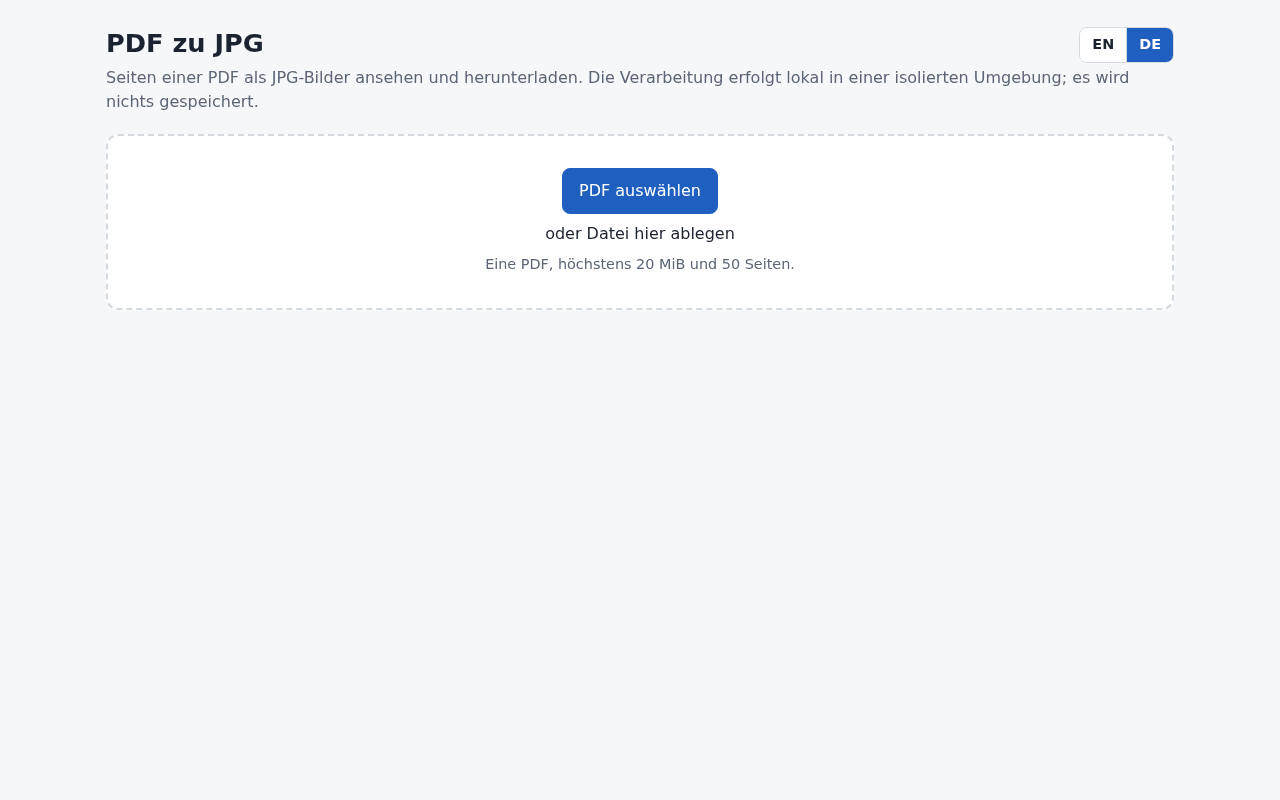 PDF zu JPG
EN DE
Seiten einer PDF als JPG-Bilder ansehen und herunterladen. Die Verarbeitung erfolgt lokal in einer isolierten Umgebung; es wird
nichts gespeichert.
PDF auswählen
oder Datei hier ablegen
Eine PDF, höchstens 20 MiB und 50 Seiten.